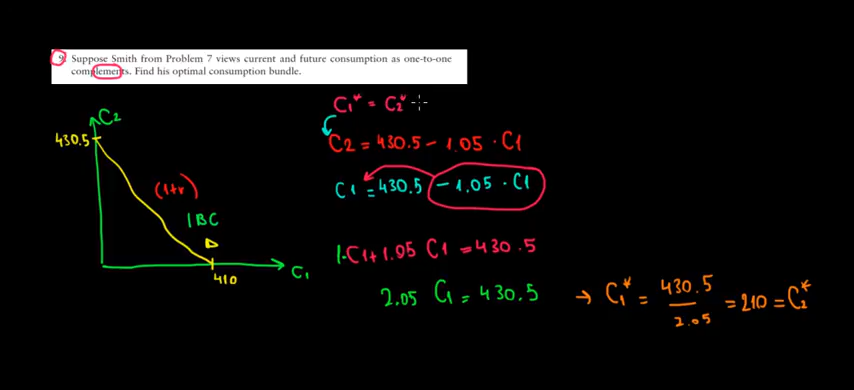 9. Suppose Smith from Problem 7 views current and future consumption as one-to-one
complements. Find his optimal consumption bundle.
C1* = C2*
C2
430.5
C2 = 430.5 - 1.05 · C1
(1+r)
C1 = 430.5 - 1.05 · C1
IBC
1·C1 + 1.05 C1 = 430.5
C1
410
2.05 C1 = 430.5 → C1* = 430.5 / 2.05 = 210 = C2*